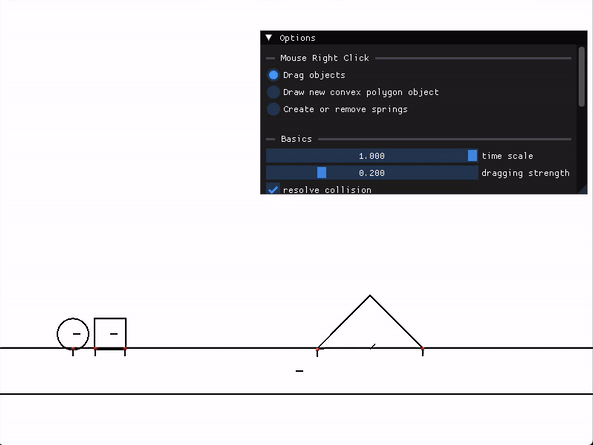 Options
Mouse Right Click
Drag objects
Draw new convex polygon object
Create or remove springs
Basics
1.000 time scale
0.200 dragging strength
resolve collision